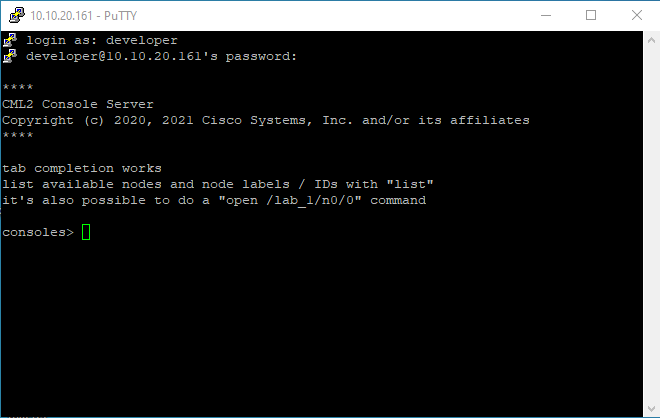 10.10.20.161 - PuTTY
login as: developer
developer@10.10.20.161's password:
****
CML2 Console Server
Copyright (c) 2020, 2021 Cisco Systems, Inc. and/or its affiliates
****
tab completion works
list available nodes and node labels / IDs with "list"
it's also possible to do a "open /lab_1/n0/0" command
consoles>